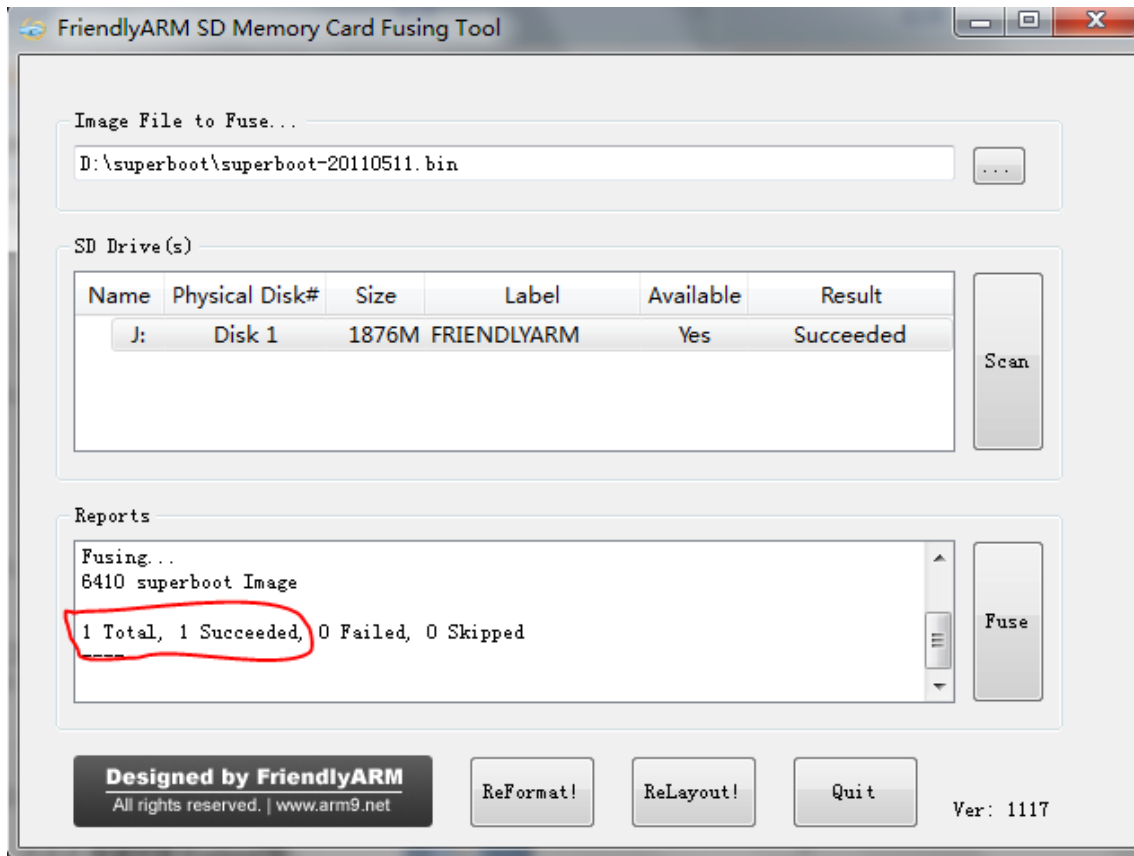 FriendlyARM SD Memory Card Fusing Tool
Image File to Fuse...
D:\superboot\superboot-20110511.bin
...
SD Drive(s)
Name Physical Disk# Size Label Available Result
J: Disk 1 1876M FRIENDLYARM Yes Succeeded
Scan
Reports
Fusing...
6410 superboot Image
1 Total, 1 Succeeded, 0 Failed, 0 Skipped
----
Fuse
Designed by FriendlyARM
All rights reserved. | www.arm9.net
ReFormat!
ReLayout!
Quit
Ver: 1117